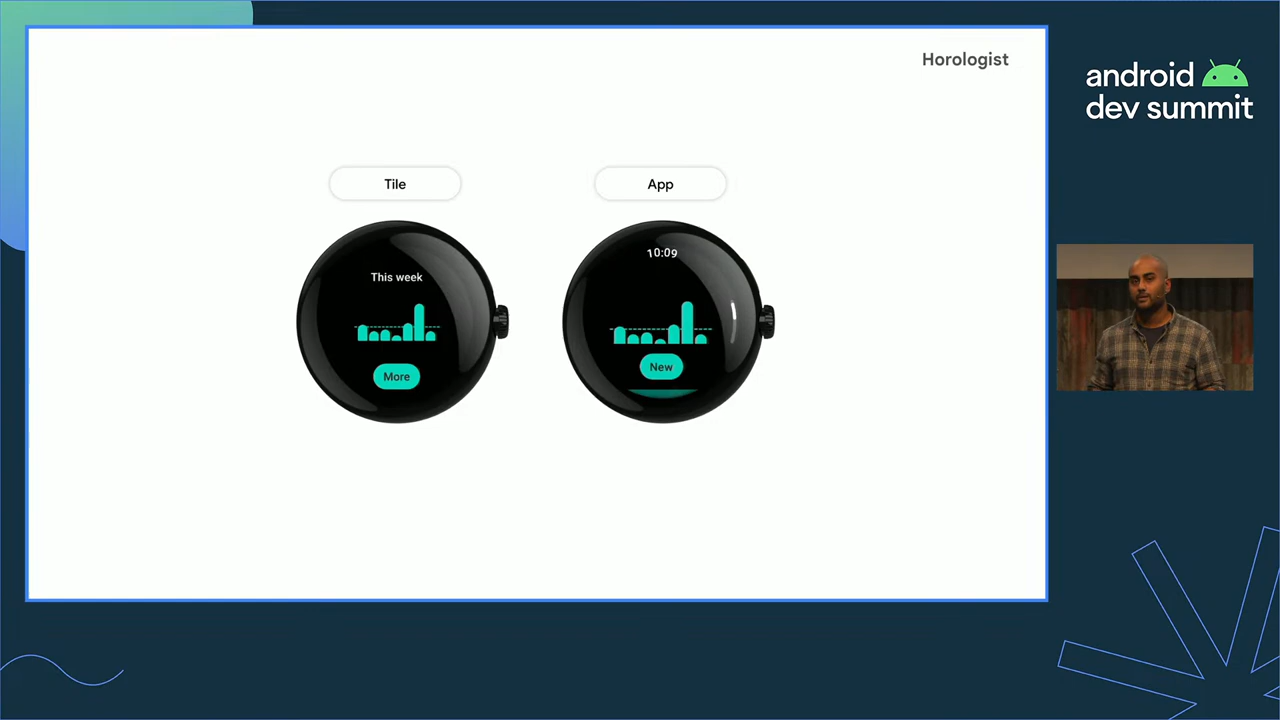 Horologist
android
dev summit
Tile
App
This week
More
10:09
New